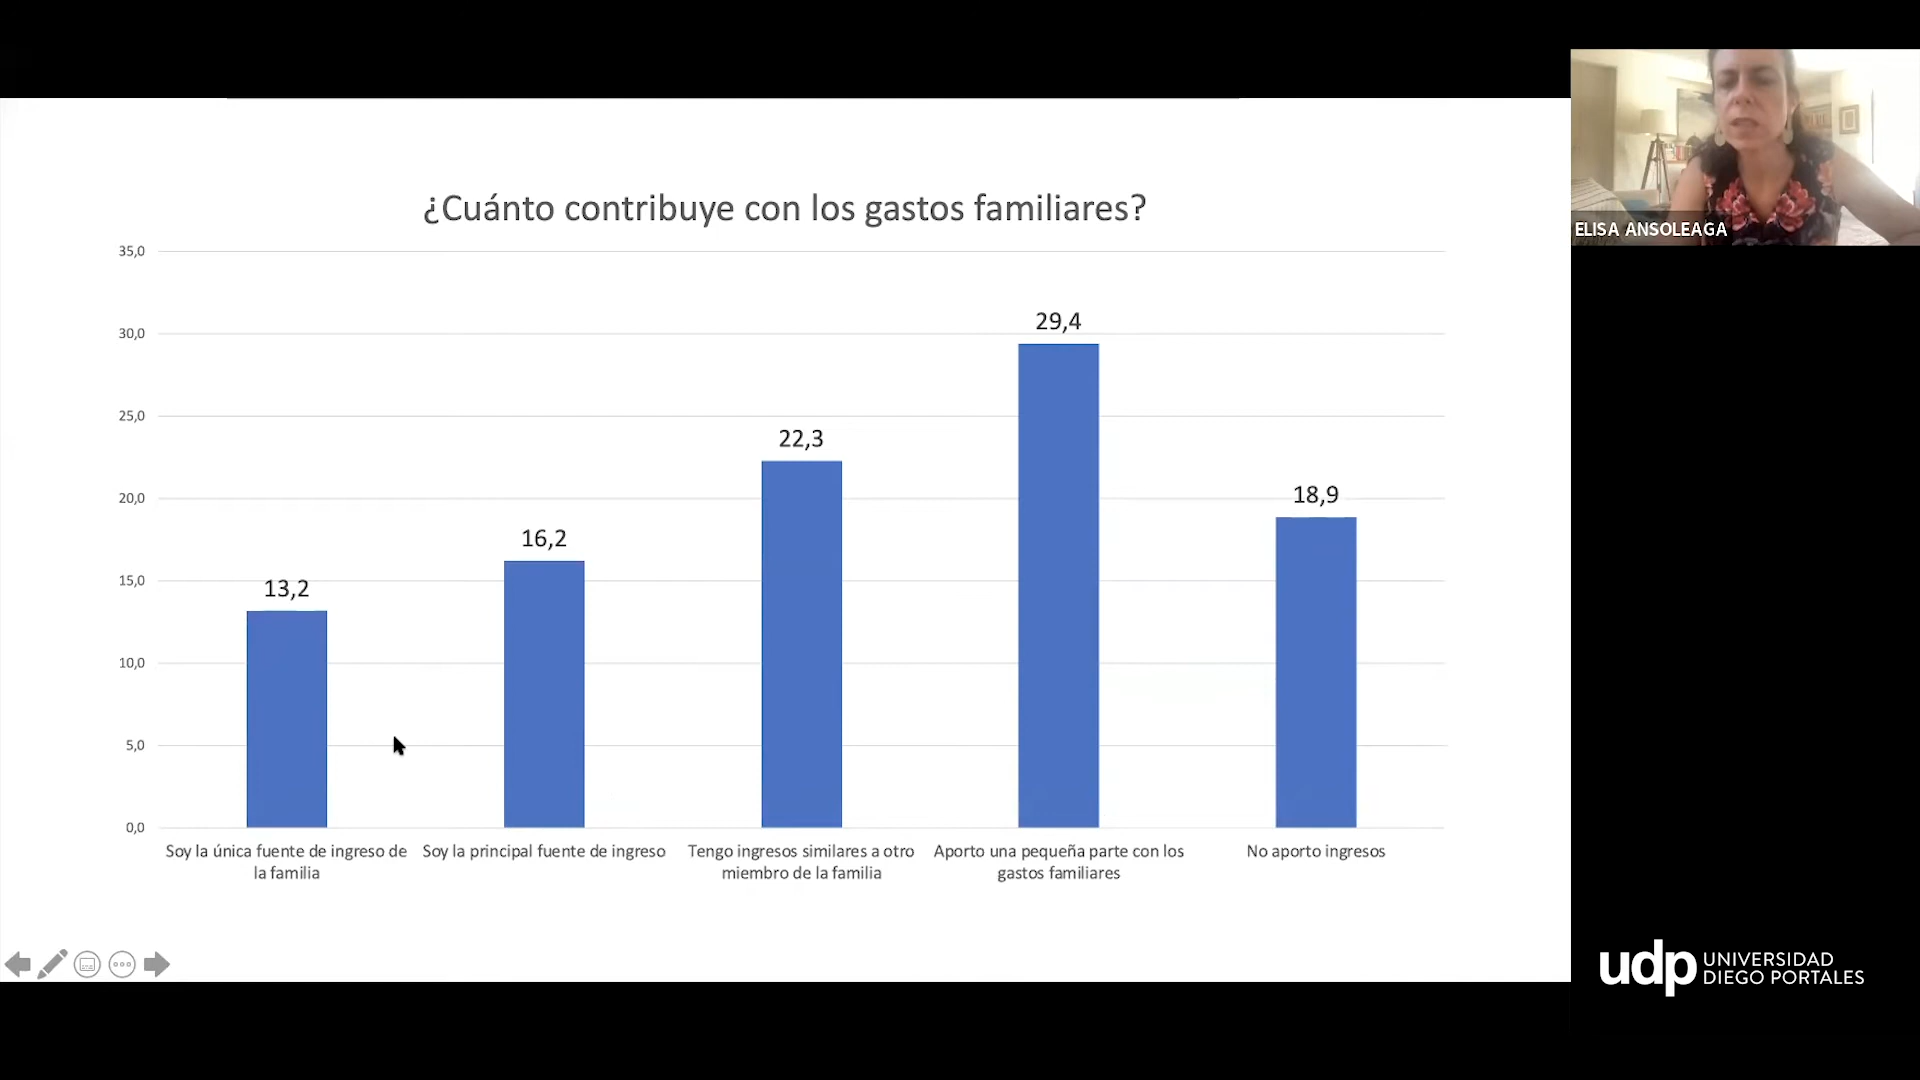 ¿Cuánto contribuye con los gastos familiares?
35,0
30,0
25,0
20,0
15,0
10,0
5,0
0,0
13,2
16,2
22,3
29,4
18,9
Soy la única fuente de ingreso de
la familia
Soy la principal fuente de ingreso
Tengo ingresos similares a otro
miembro de la familia
Aporto una pequeña parte con los
gastos familiares
No aporto ingresos
ELISA ANSOLEAGA
udp UNIVERSIDAD
DIEGO PORTALES